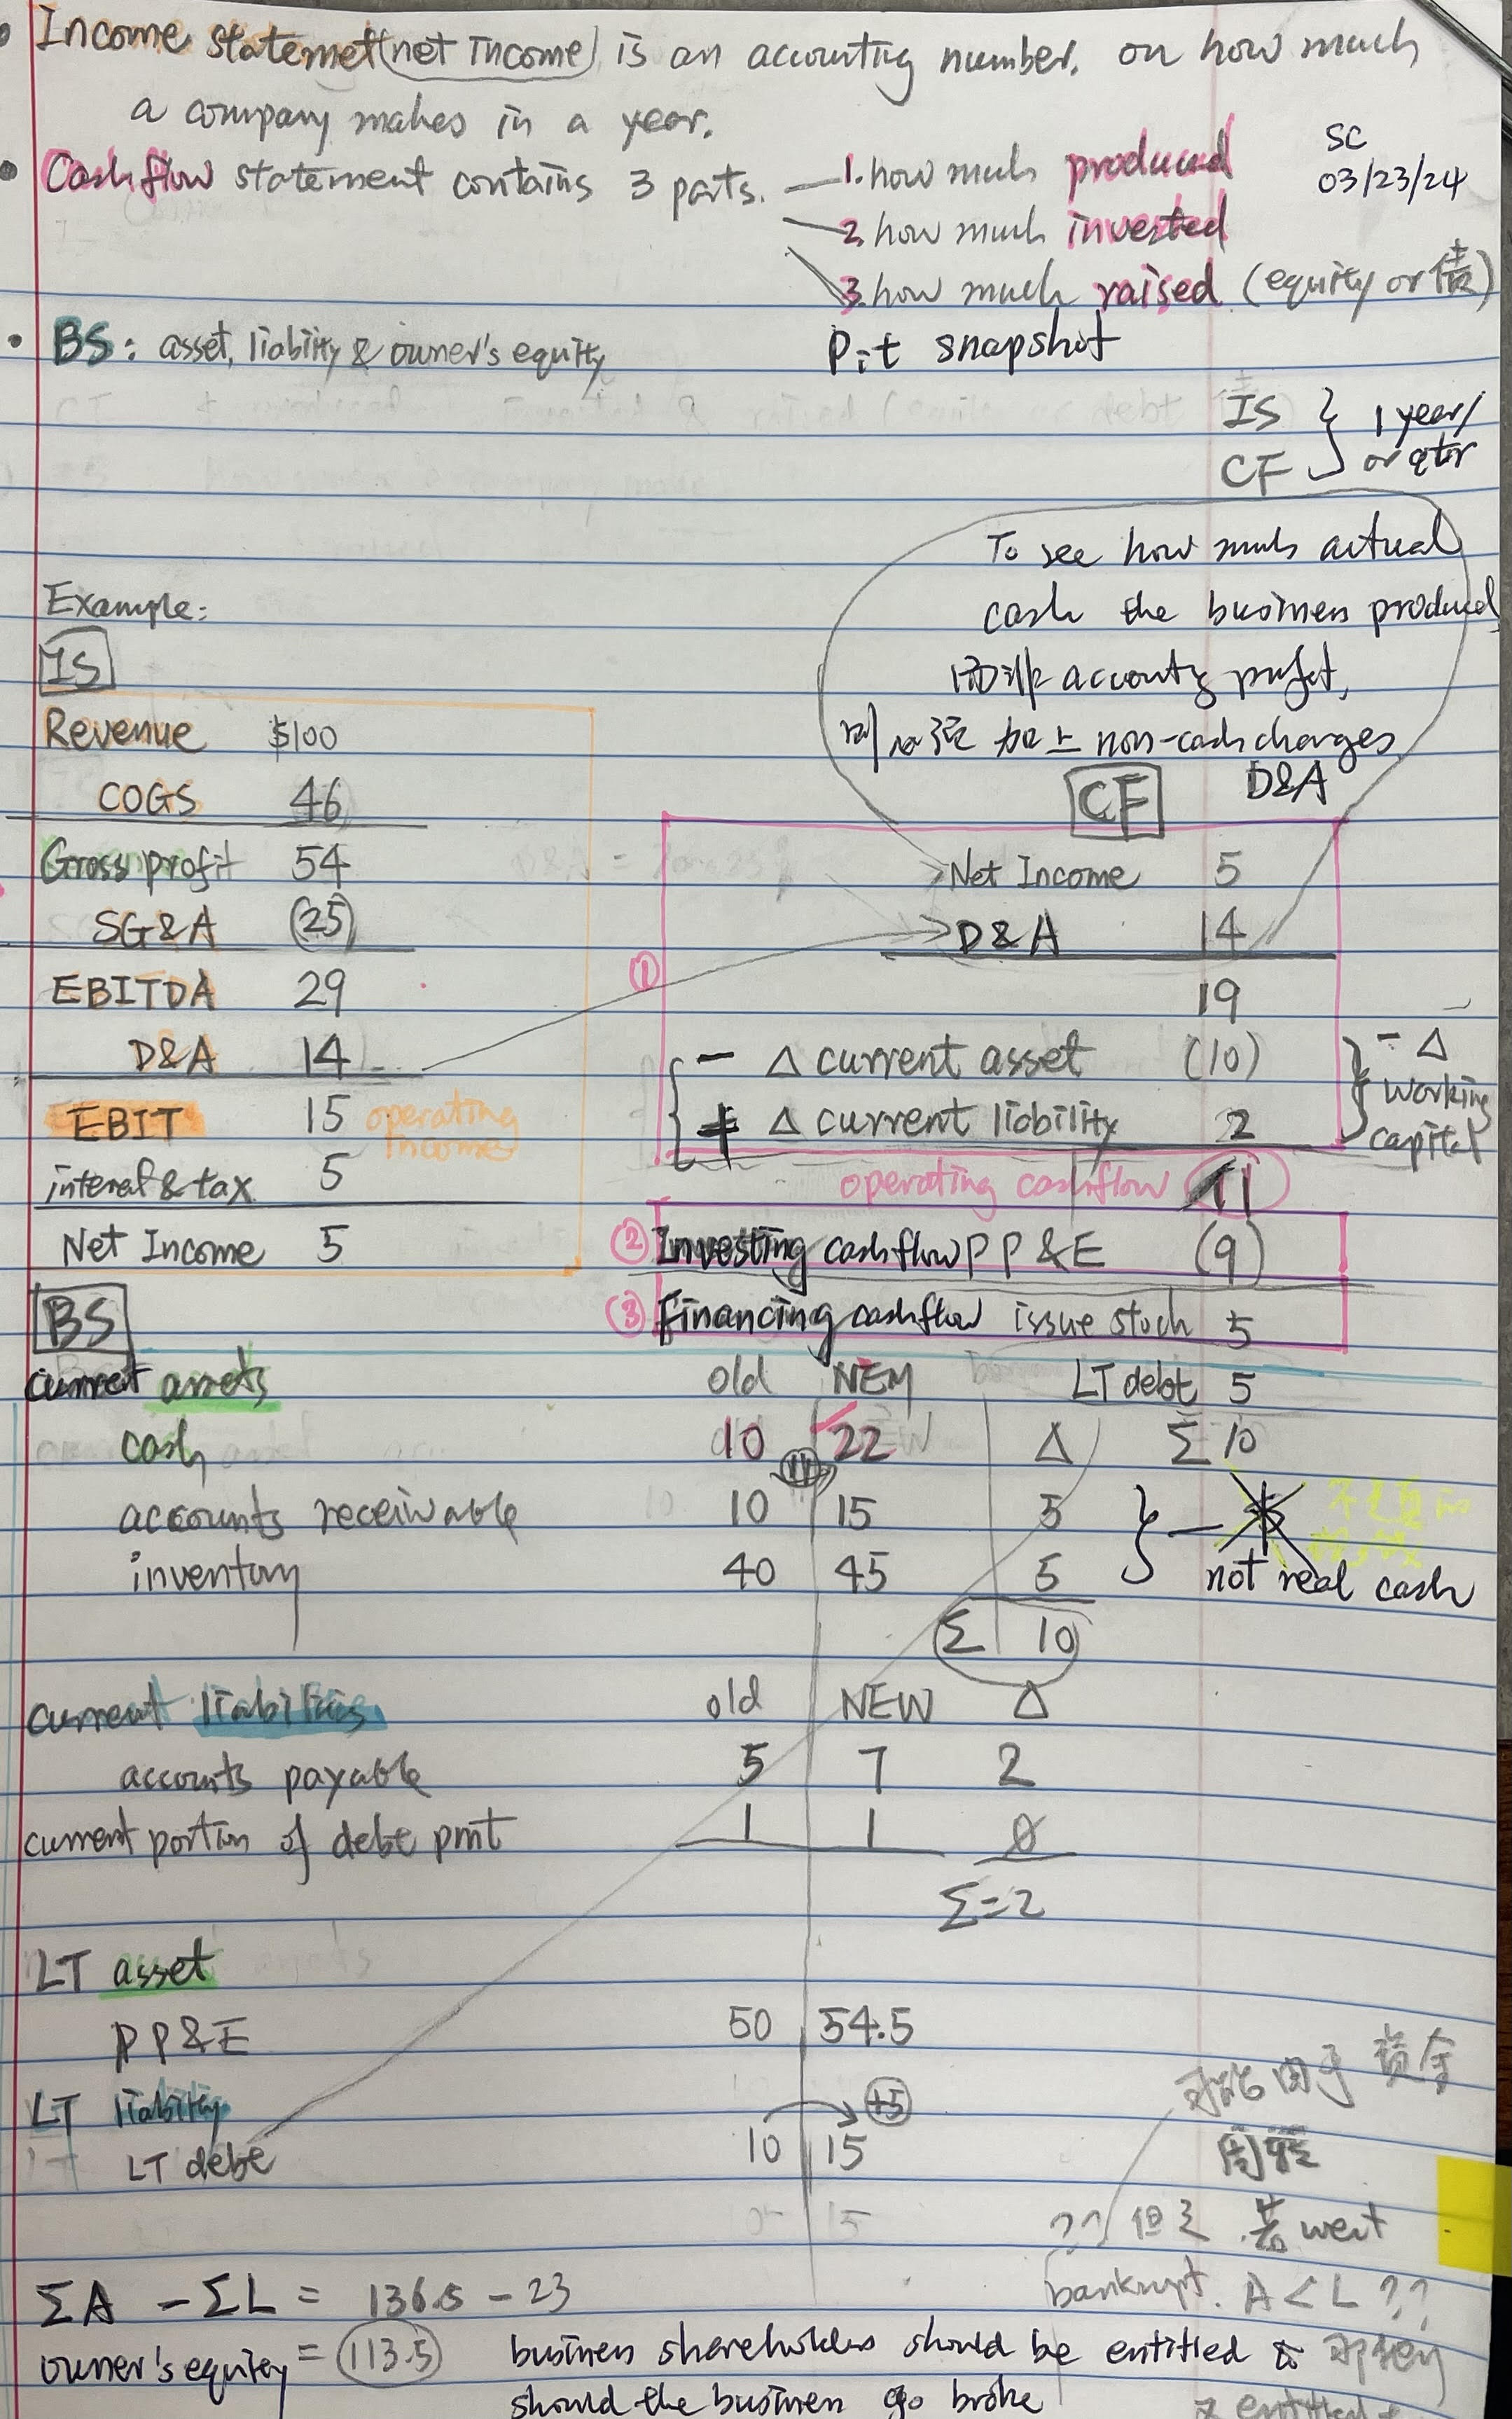 Income statemet (net income) is an accounting number. on how much
a company makes in a year.
SC
03/23/24
Cash flow statement contains 3 parts. — 1. how much produced
2. how much invested
3. how much raised (equity or 債)
BS: asset, liability & owner's equity
P.i.t snapshot
IS
CF } 1 year/
or qtr
To see how much actual
cash the business produced,
而非 accounty profit,
则 加上 non-cash charges
D&A
Example:
IS
Revenue $100
COGS 46
Gross profit 54
SG&A (25)
EBITDA 29
D&A 14
EBIT 15 operating
income
interest & tax 5
Net Income 5
CF
Net Income 5
D&A 14
19
①
- Δ current asset (10)
+ Δ current liability 2
} - Δ
working
capital
operating cashflow 11
② Investing cashflow PP&E (9)
③ Financing cashflow issue stock 5
LT debt 5
Σ 10
BS
current assets old NEW
cash 10 22 Δ
11
accounts receivable 10 15 5
inventory 40 45 5
} — $
not real cash
Σ 10
current liabilities old NEW Δ
accounts payable 5 7 2
current portion of debt pmt 1 1 0
Σ=2
LT asset
PP&E 50 54.5
LT liability +5
LT debe 10 15
可能 由于 资金
周转
?? 但是 若 went
bankrupt. A < L ??
ΣA - ΣL = 136.5 - 23
owner's equity = 113.5 business shareholders should be entitled to
should the business go broke